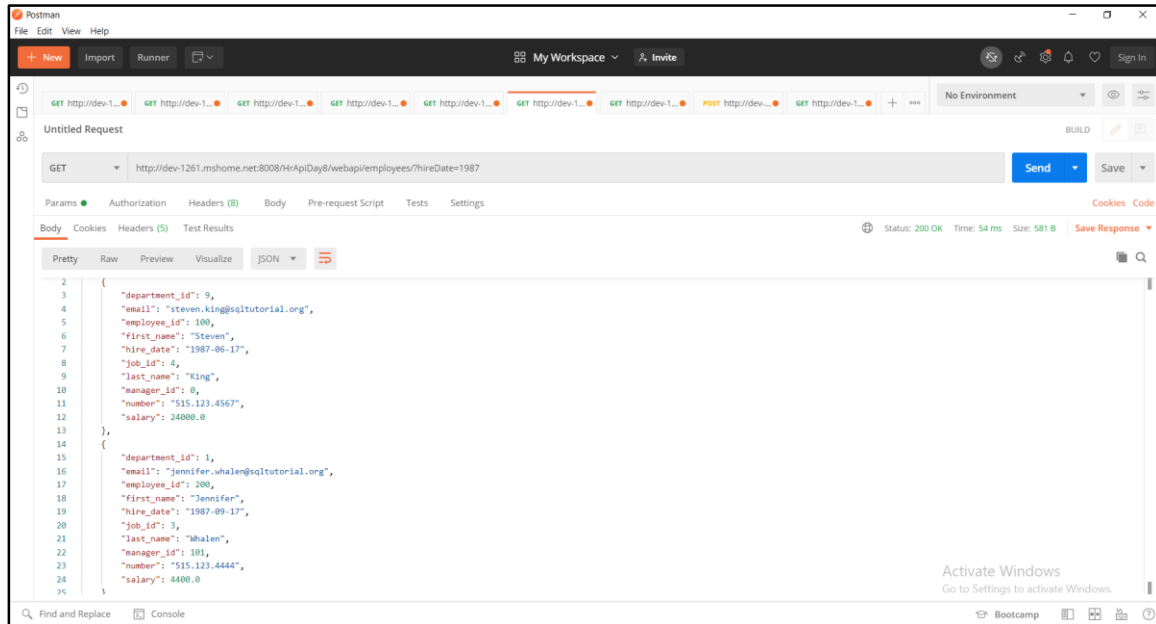 Postman
File Edit View Help
+ New Import Runner My Workspace Invite Sign In
GET http://dev-1... GET http://dev-1... GET http://dev-1... GET http://dev-1... GET http://dev-1... GET http://dev-1... GET http://dev-1... POST http://dev-... GET http://dev-1... + ooo No Environment
Untitled Request BUILD
GET http://dev-1261.mshome.net:8008/HrApiDay8/webapi/employees/?hireDate=1987 Send Save
Params Authorization Headers (8) Body Pre-request Script Tests Settings Cookies Code
Body Cookies Headers (5) Test Results Status: 200 OK Time: 54 ms Size: 581 B Save Response
Pretty Raw Preview Visualize JSON
2 {
3 "department_id": 9,
4 "email": "steven.king@sqltutorial.org",
5 "employee_id": 100,
6 "first_name": "Steven",
7 "hire_date": "1987-06-17",
8 "job_id": 4,
9 "last_name": "King",
10 "manager_id": 0,
11 "number": "515.123.4567",
12 "salary": 24000.0
13 },
14 {
15 "department_id": 1,
16 "email": "jennifer.whalen@sqltutorial.org",
17 "employee_id": 200,
18 "first_name": "Jennifer",
19 "hire_date": "1987-09-17",
20 "job_id": 3,
21 "last_name": "Whalen",
22 "manager_id": 101,
23 "number": "515.123.4444",
24 "salary": 4400.0
25 }
Activate Windows
Go to Settings to activate Windows.
Find and Replace Console Bootcamp